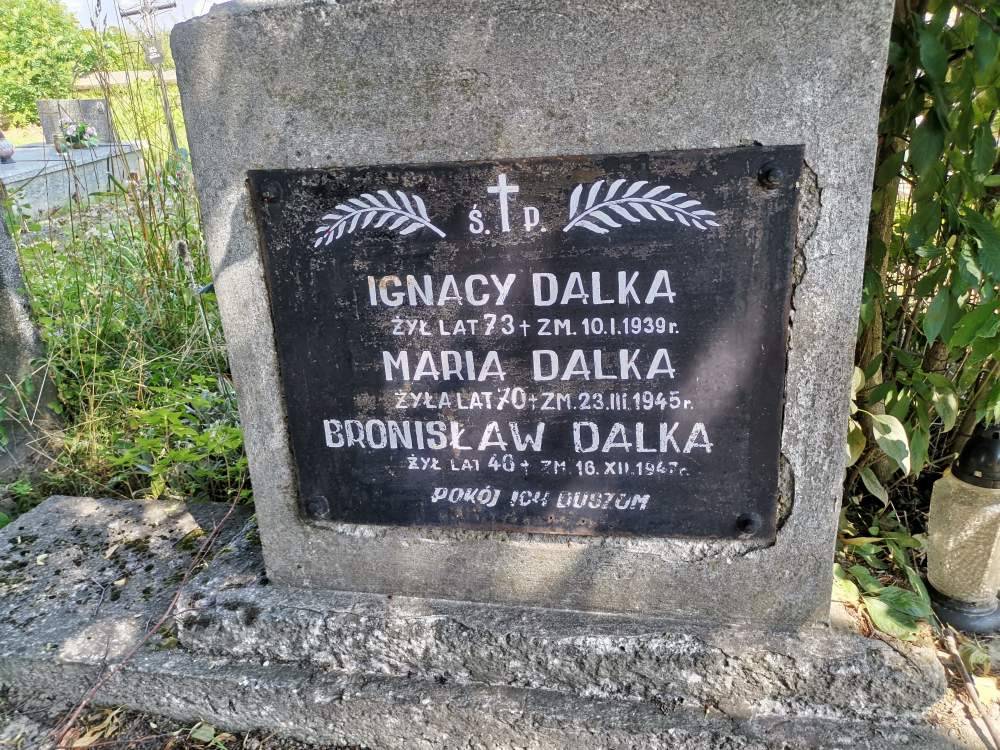 Ś. P.
IGNACY DALKA
ŻYŁ LAT 73 + ZM. 10.I.1939 r.
MARIA DALKA
ŻYŁA LAT 70 + ZM. 23.III.1945 r.
BRONISŁAW DALKA
ŻYŁ LAT 40 + ZM. 16.XII.1947 r.
POKÓJ ICH DUSZOM